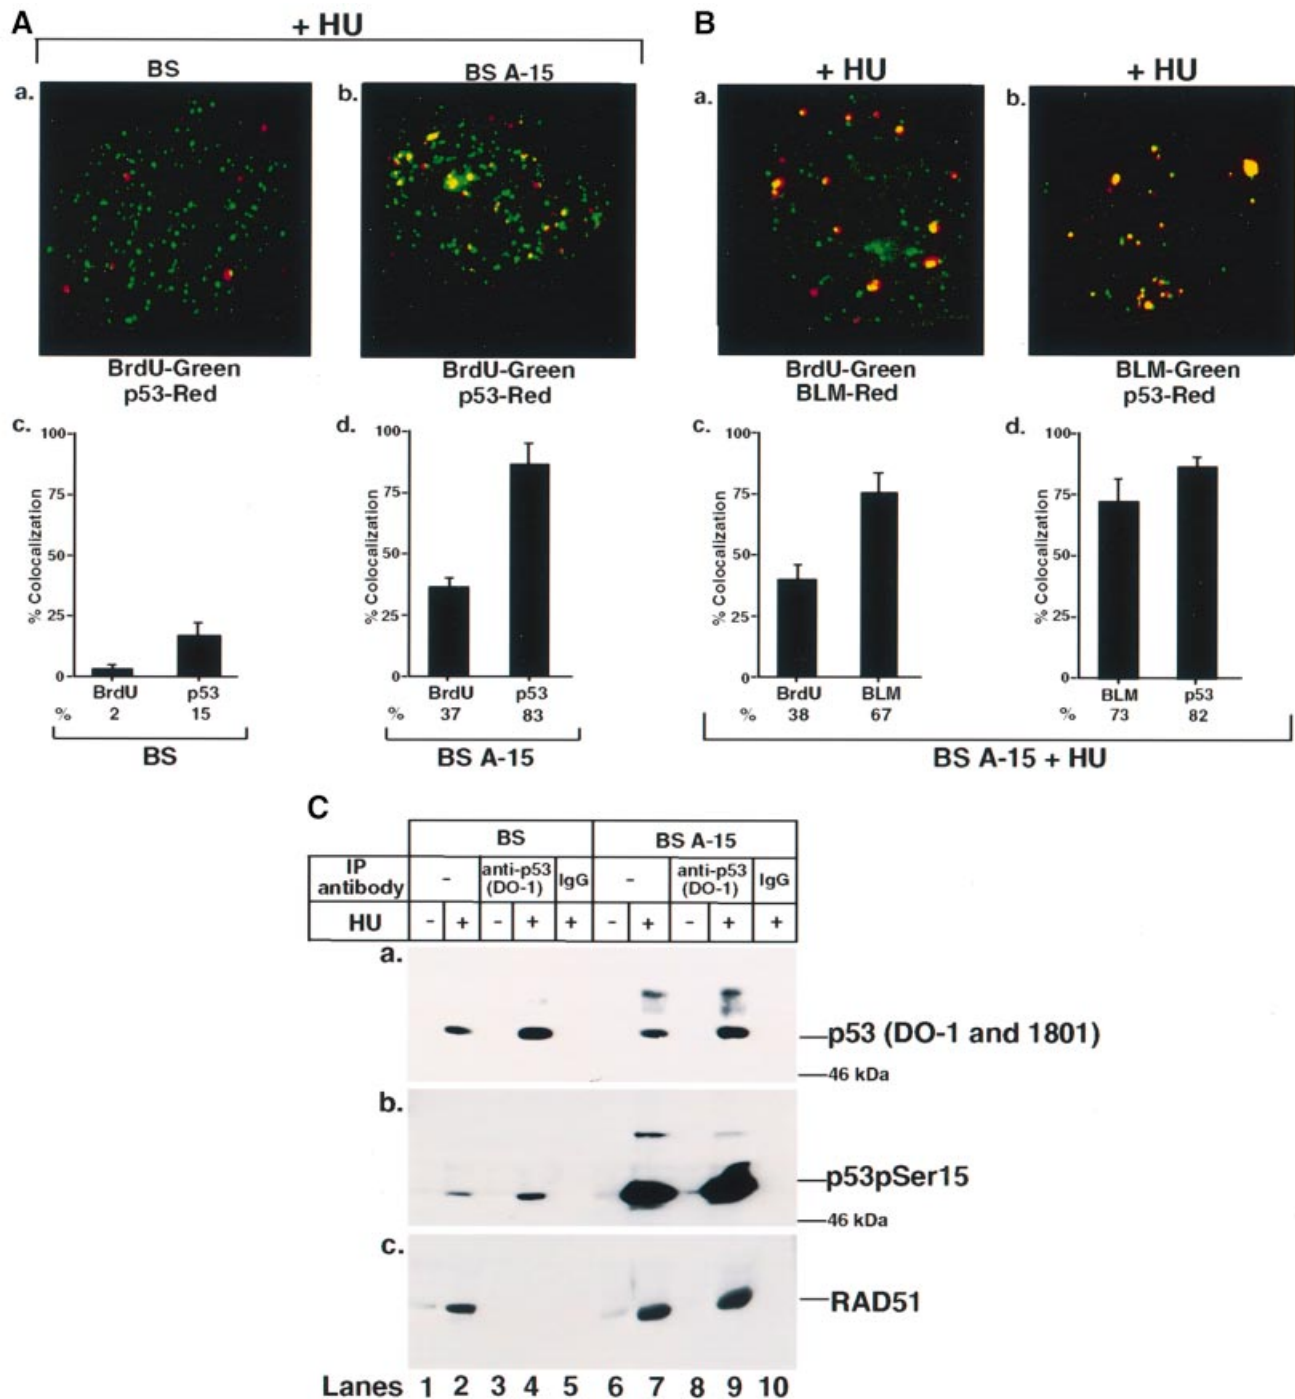 A
+ HU
BS
BS A-15
a.
b.
BrdU-Green
p53-Red
BrdU-Green
p53-Red
c.
% Colocalization
100
75
50
25
0
BrdU
p53
%
2
15
BS
d.
% Colocalization
100
75
50
25
0
BrdU
p53
%
37
83
BS A-15
B
+ HU
+ HU
a.
b.
BrdU-Green
BLM-Red
BLM-Green
p53-Red
c.
% Colocalization
100
75
50
25
0
BrdU
BLM
%
38
67
d.
% Colocalization
100
75
50
25
0
BLM
p53
%
73
82
BS A-15 + HU
C
BS
BS A-15
IP antibody
-
anti-p53 (DO-1)
IgG
-
anti-p53 (DO-1)
IgG
HU
- + - + + - + - + +
a.
p53 (DO-1 and 1801)
46 kDa
b.
p53pSer15
46 kDa
c.
RAD51
Lanes 1 2 3 4 5 6 7 8 9 10